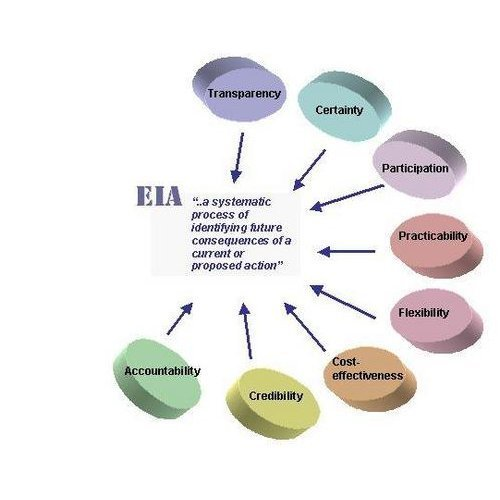 Transparency
Certainty
Participation
EIA
"..a systematic
process of
identifying future
consequences of a
current or
proposed action"
Practicability
Flexibility
Cost-
effectiveness
Credibility
Accountability